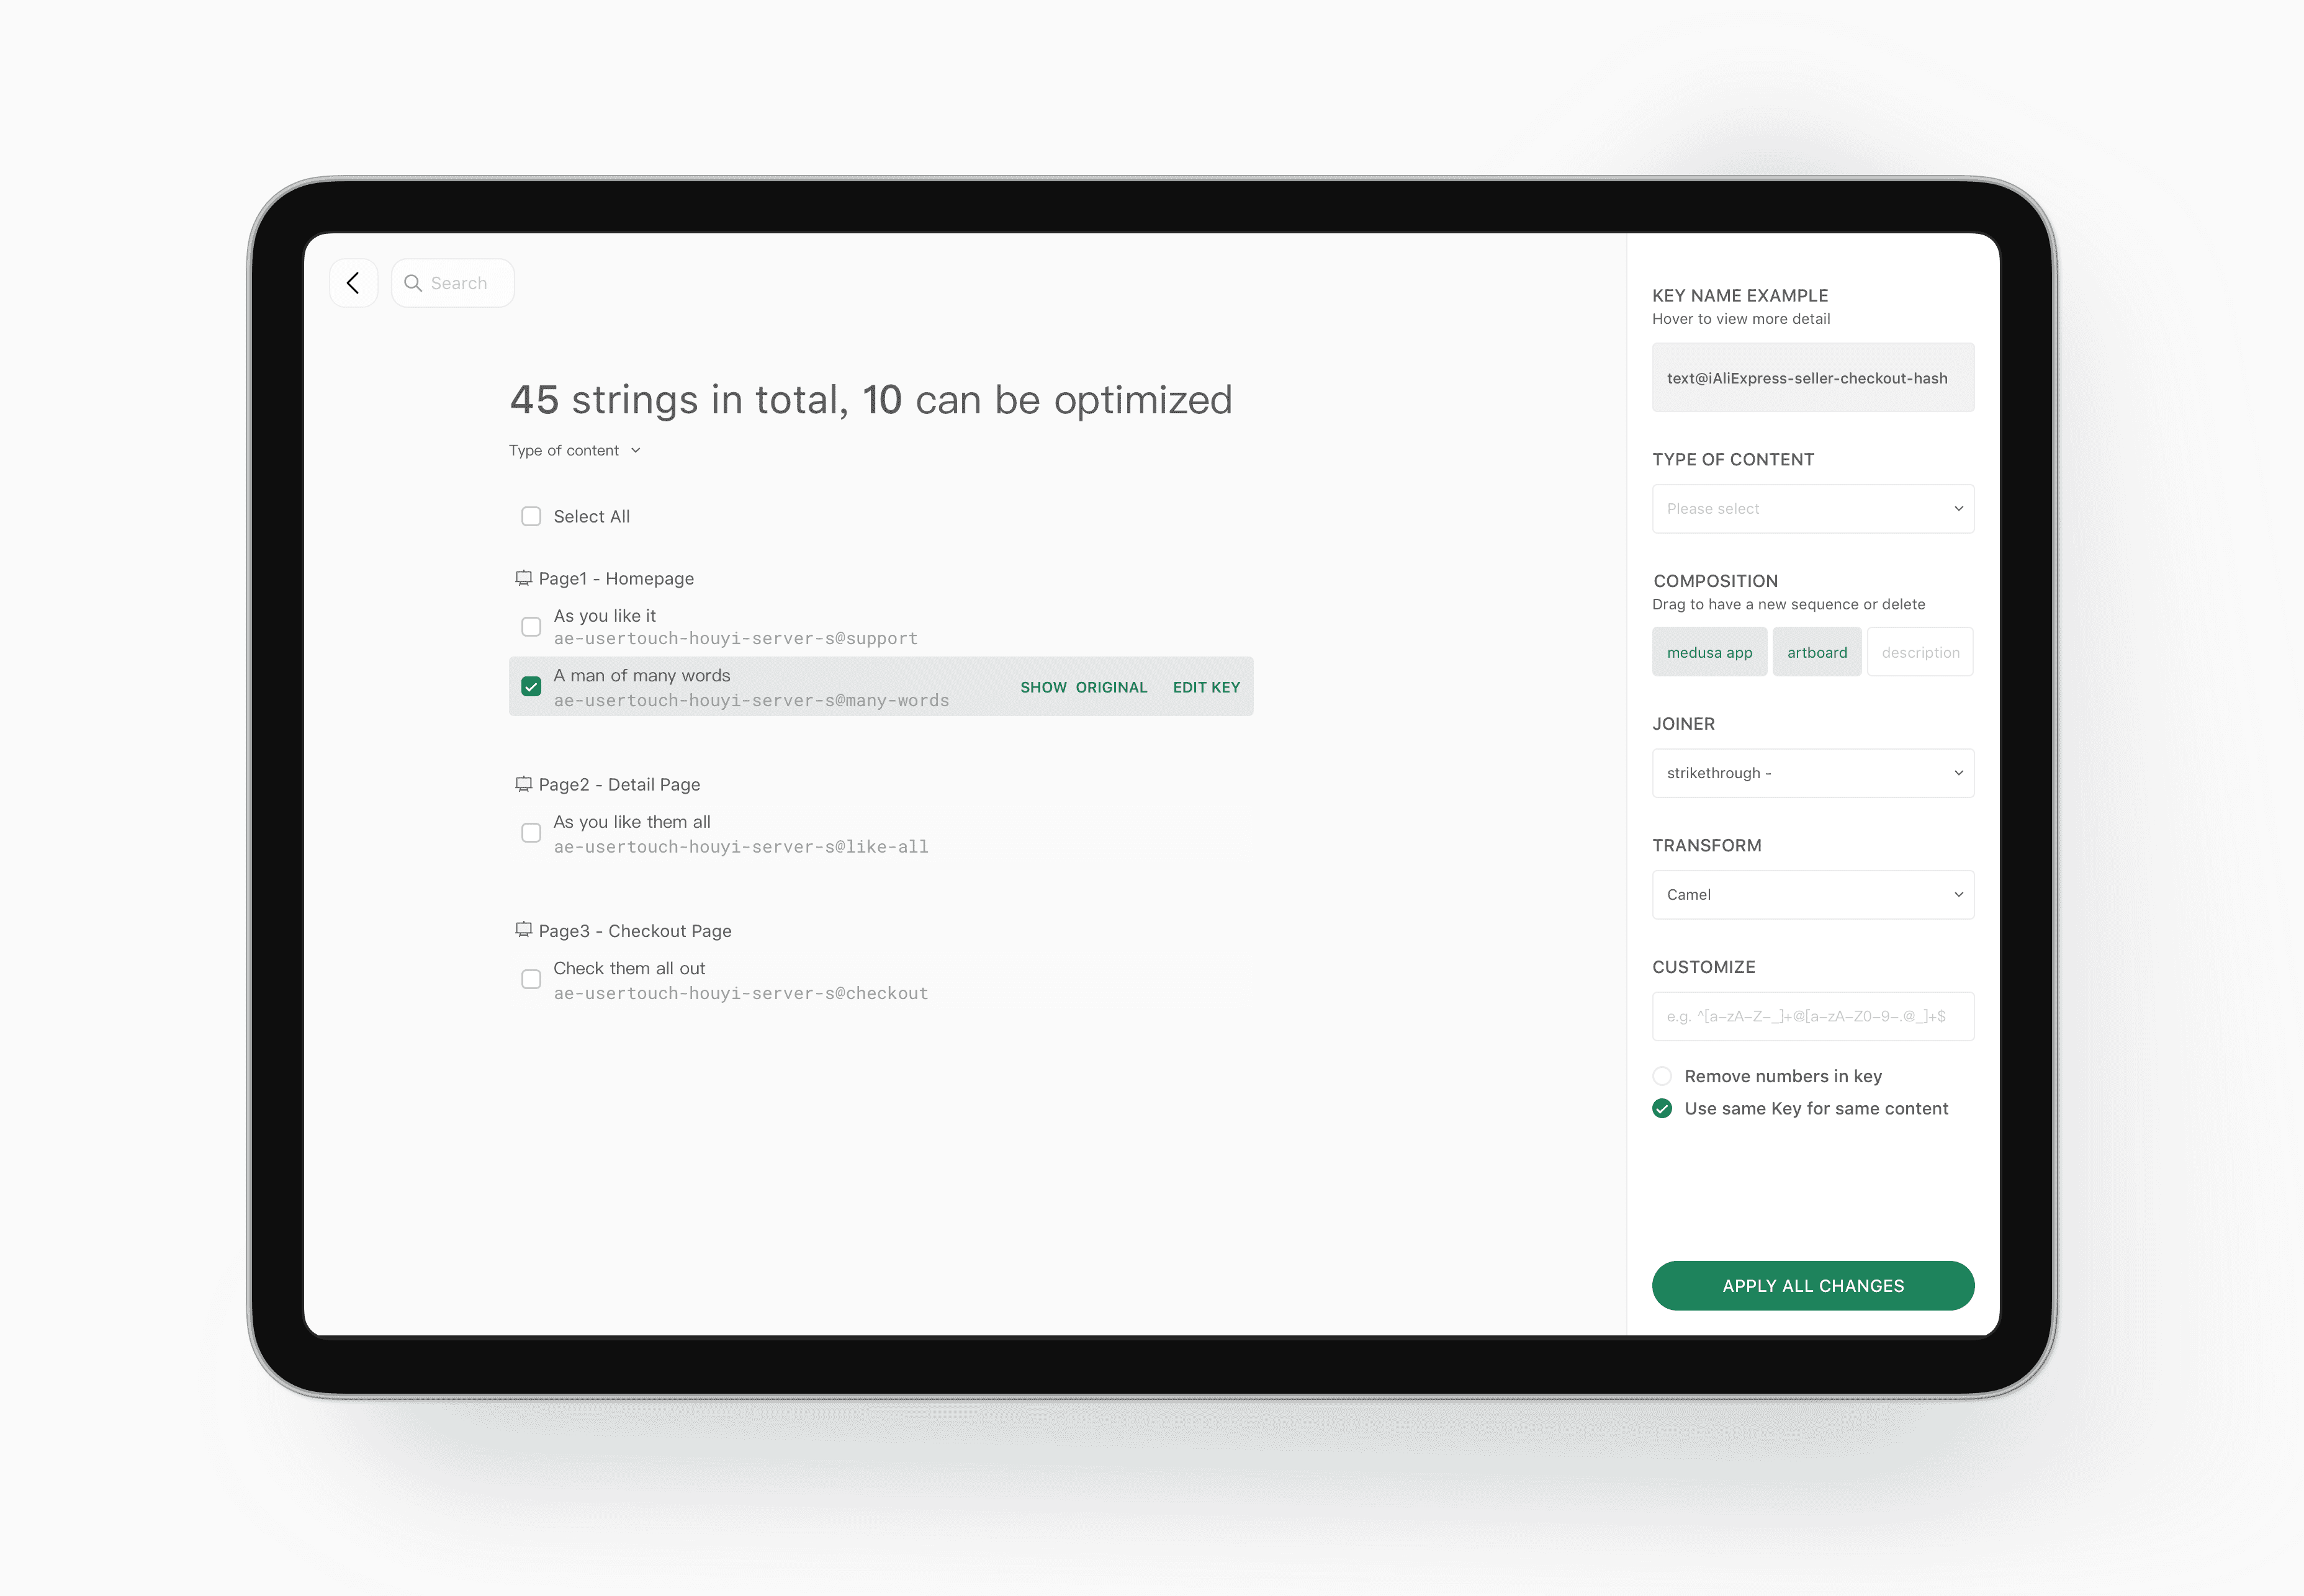 Search
45 strings in total, 10 can be optimized
Type of content
Select All
Page1 - Homepage
As you like it
ae-usertouch-houyi-server-s@support
A man of many words
ae-usertouch-houyi-server-s@many-words
SHOW ORIGINAL EDIT KEY
Page2 - Detail Page
As you like them all
ae-usertouch-houyi-server-s@like-all
Page3 - Checkout Page
Check them all out
ae-usertouch-houyi-server-s@checkout
KEY NAME EXAMPLE
Hover to view more detail
text@iAliExpress-seller-checkout-hash
TYPE OF CONTENT
Please select
COMPOSITION
Drag to have a new sequence or delete
medusa app artboard description
JOINER
strikethrough -
TRANSFORM
Camel
CUSTOMIZE
e.g. ^[a-zA-Z-_]+@[a-zA-Z0-9-.@_]+$
Remove numbers in key
Use same Key for same content
APPLY ALL CHANGES